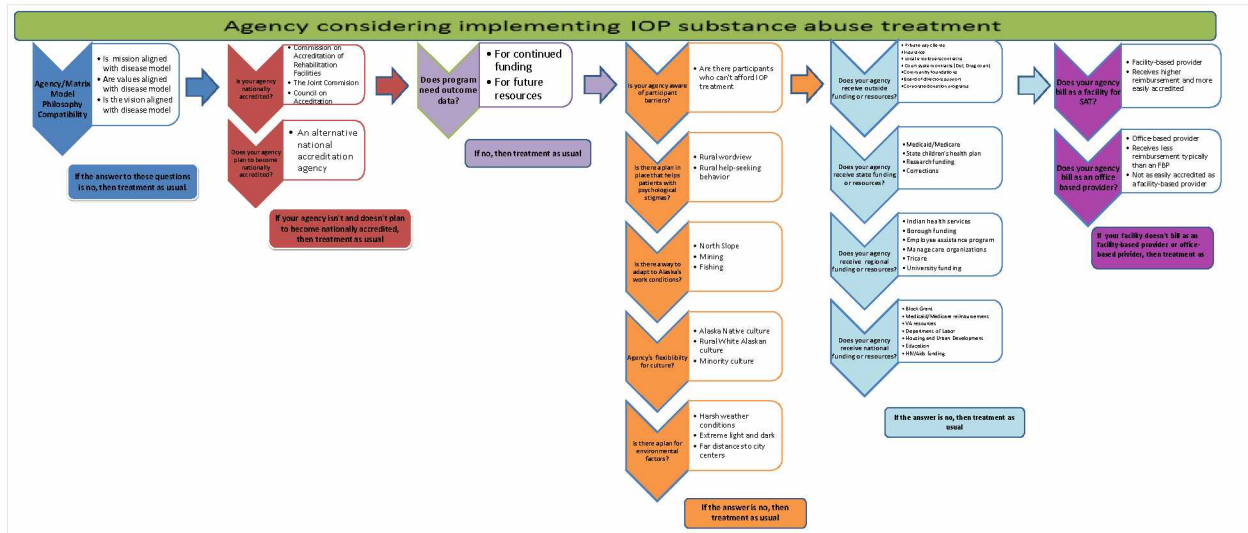 Agency considering implementing IOP substance abuse treatment
Agency/Matrix
Model
Philosophy
Compatibility
• Is mission aligned
with disease model
• Are values aligned
with disease model
• Is the vision aligned
with disease model
If the answer to these questions
is no, then treatment as usual
Is your agency
nationally
accredited?
• Commission on
Accreditation of
Rehabilitation
Facilities
• The Joint Commision
• Council on
Accreditation
Does your agency
plan to become
nationally
accredited?
• An alternative
national
accreditation
agency
If your agency isn't and doesn't plan
to become nationally accredited,
then treatment as usual
Does program
need outcome
data?
• For continued
funding
• For future
resources
If no, then treatment as usual
Is your agency aware
of participant
barriers?
• Are there participants
who can't afford IOP
treatment
Is there a plan in
place that helps
patients with
psychological
stigmas?
• Rural wordview
• Rural help-seeking
behavior
Is there a way to
adapt to Alaska's
work conditions?
• North Slope
• Mining
• Fishing
Agency's flexiblibity
for culture?
• Alaska Native culture
• Rural White Alaskan
culture
• Minority culture
Is there a plan for
environmental
factors?
• Harsh weather
conditions
• Extreme light and dark
• Far distances to city
centers
If the answer is no, then
treatment as usual
Does your agency
receive outside
funding or resources?
• Private pay clients
• Insurance
• Community foundations
• Board of directors support
• Corporate donation programs
Does your agency
receive state funding
or resources?
• Medicaid/Medicare
• State children's health plan
• Research funding
• Corrections
Does your agency
receive regional
funding or resources?
• Indian health services
• Borough funding
• Employee assistance program
• Manage care organizations
• Tricare
• University funding
Does your agency
receive national
funding or resources?
• Block Grant
• Medicaid/Medicare reimbursement
• VA resources
• Department of Labor
• Housing and Urban Development
• Education
• HIV/Aids funding
If the answer is no, then treatment as
usual
Does your agency
bill as a facility for
SAT?
• Facility-based provider
• Receives higher
reimbursement and more
easily accredited
Does your agency
bill as an office
based provider?
• Office-based provider
• Receives less
reimbursement typically
than an FBP
• Not as easily accredited as
a facility-based provider
If your facility doesn't bill as an
facility-based provider or office-
based privider, then treatment as